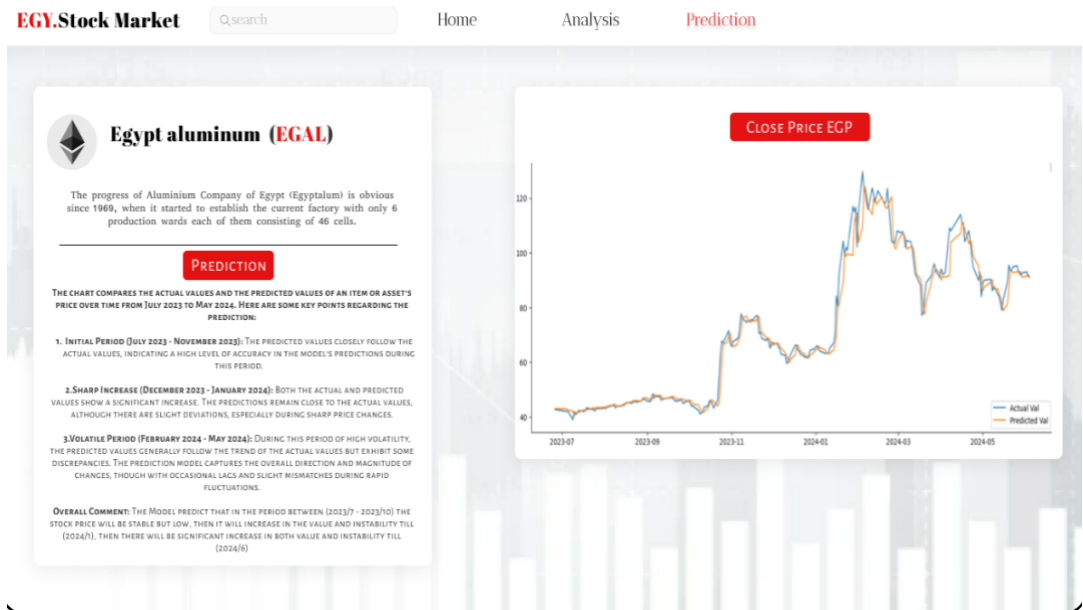 EGY.Stock Market
search
Home
Analysis
Prediction
Egypt aluminum (EGAL)
The progress of Aluminium Company of Egypt (Egyptalum) is obvious
since 1969, when it started to establish the current factory with only 6
production wards each of them consisting of 46 cells.
Prediction
The chart compares the actual values and the predicted values of an item or asset's
price over time from July 2023 to May 2024. Here are some key points regarding the
prediction:
1. Initial Period (July 2023 - November 2023): The predicted values closely follow the
actual values, indicating a high level of accuracy in the model's predictions during
this period.
2.Sharp Increase (December 2023 - January 2024): Both the actual and predicted
values show a significant increase. The predictions remain close to the actual values,
although there are slight deviations, especially during sharp price changes.
3.Volatile Period (February 2024 - May 2024): During this period of high volatility,
the predicted values generally follow the trend of the actual values but exhibit some
discrepancies. The prediction model captures the overall direction and magnitude of
changes, though with occasional lags and slight mismatches during rapid
fluctuations.
Overall Comment: The Model predict that in the period between (2023/7 - 2023/10) the
stock price will be stable but low, then it will increase in the value and instability till
(2024/1), then there will be significant increase in both value and instability till
(2024/6)
Close Price EGP
120
100
80
60
40
2023-07
2023-09
2023-11
2024-01
2024-03
2024-05
Actual Val
Predicted Val